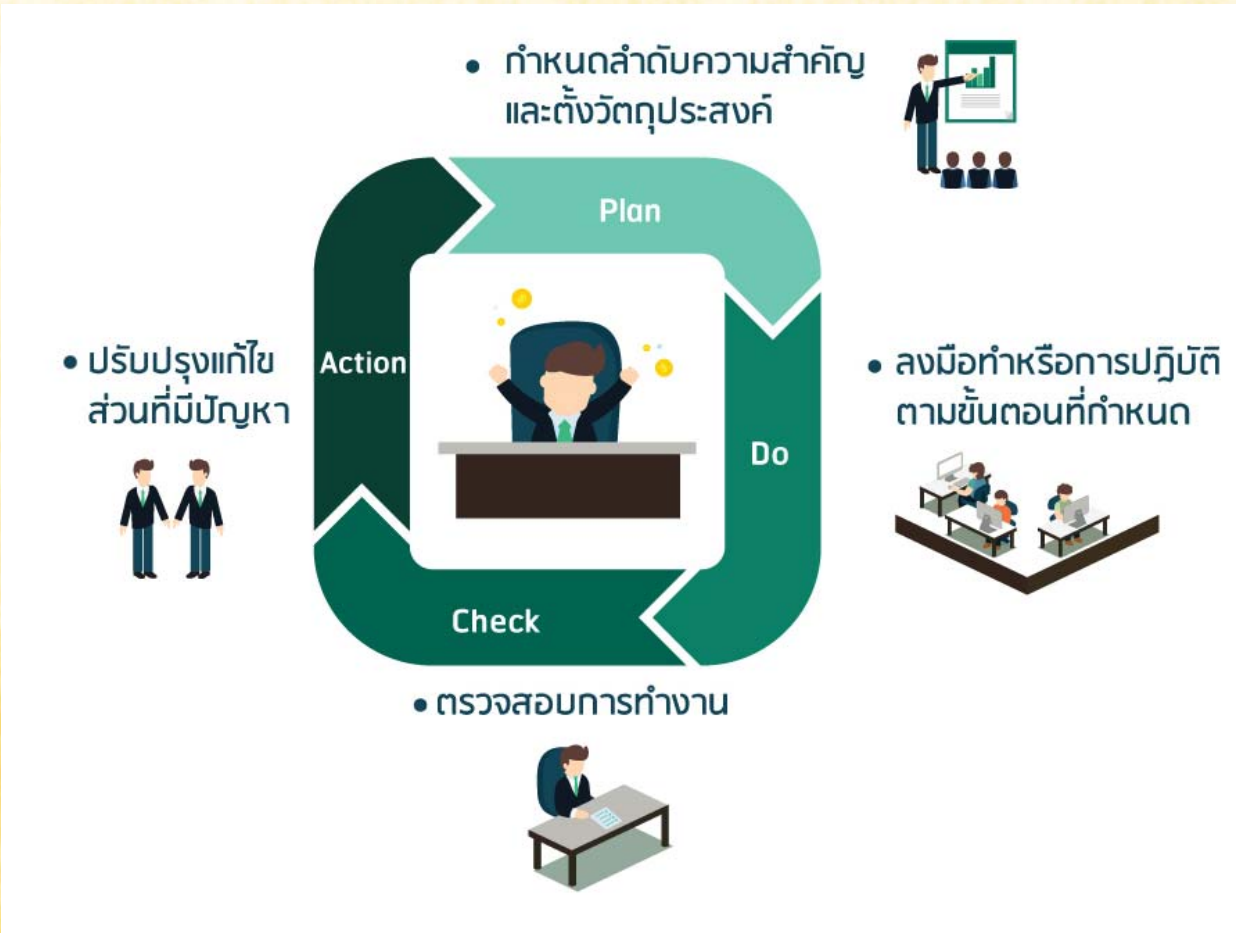 • กำหนดลำดับความสำคัญ
และตั้งวัตถุประสงค์
Plan
• ปรับปรุงแก้ไข
ส่วนที่มีปัญหา
Action
• ลงมือทำหรือการปฏิบัติ
ตามขั้นตอนที่กำหนด
Do
Check
• ตรวจสอบการทำงาน